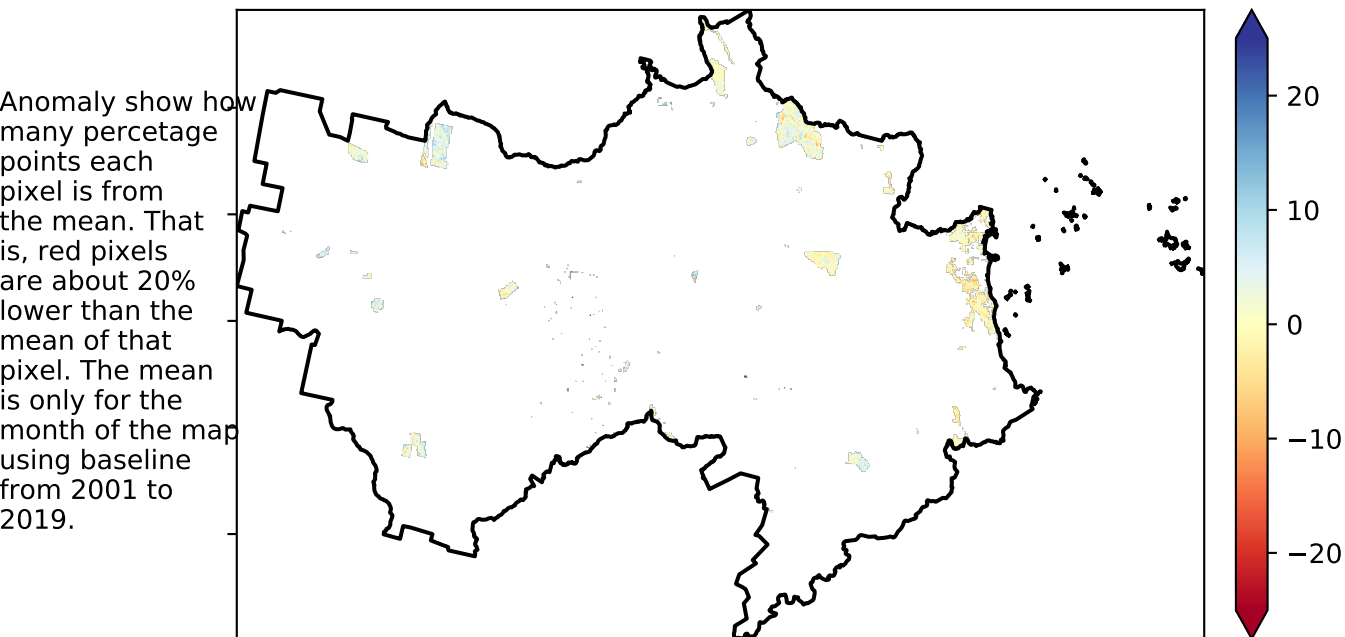 Anomaly show how
many percetage
points each
pixel is from
the mean. That
is, red pixels
are about 20%
lower than the
mean of that
pixel. The mean
is only for the
month of the map
using baseline
from 2001 to
2019.
20
10
0
−10
−20